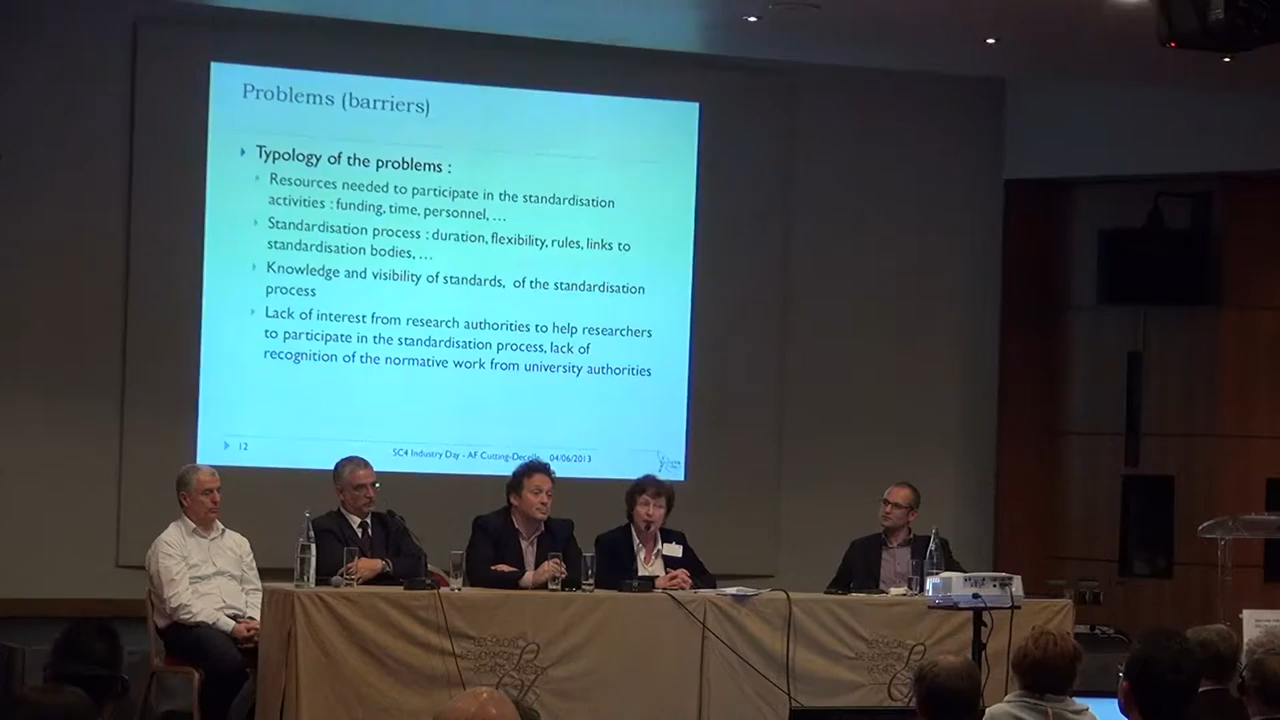 Problems (barriers)
Typology of the problems :
Resources needed to participate in the standardisation
activities : funding, time, personnel, …
Standardisation process : duration, flexibility, rules, links to
standardisation bodies, …
Knowledge and visibility of standards, of the standardisation
process
Lack of interest from research authorities to help researchers
to participate in the standardisation process, lack of
recognition of the normative work from university authorities
12
SC4 Industry Day - AF Cutting-Decelle
04/06/2013